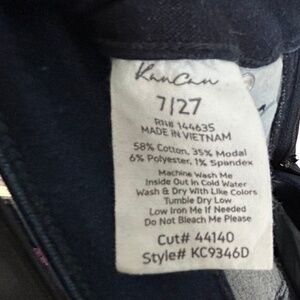 KanCan
7|27
RN# 144635
MADE IN VIETNAM
58% Cotton, 35% Modal
6% Polyester, 1% Spandex
Machine Wash Me
Inside Out in Cold Water
Wash & Dry With Like Colors
Tumble Dry Low
Low Iron Me If Needed
Do Not Bleach Me Please
Cut# 44140
Style# KC9346D